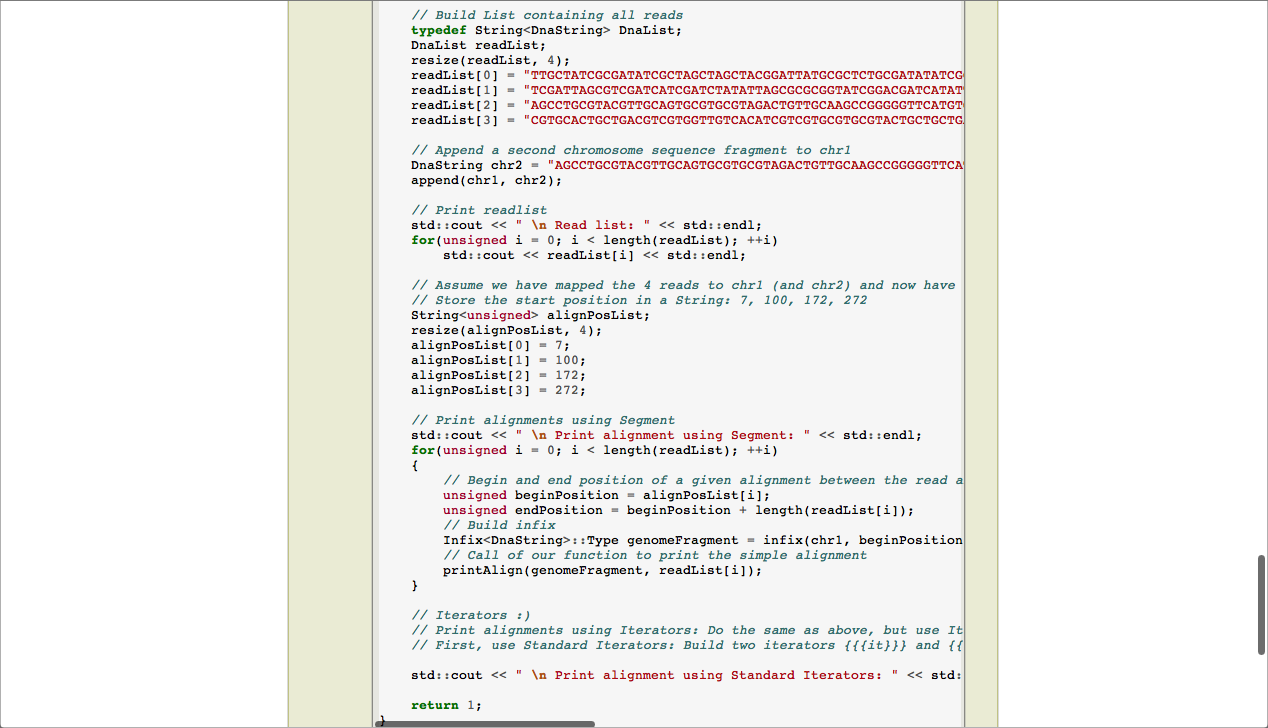 // Build List containing all reads
typedef String<DnaString> DnaList;
DnaList readList;
resize(readList, 4);
readList[0] = "TTGCTATCGCGATATCGCTAGCTAGCTACGGATTATGCGCTCTGCGATATATCG
readList[1] = "TCGATTAGCGTCGATCATCGATCTATATTAGCGCGCGGTATCGGACGATCATAT
readList[2] = "AGCCTGCGTACGTTGCAGTGCGTGCGTAGACTGTTGCAAGCCGGGGGTTCATGT
readList[3] = "CGTGCACTGCTGACGTCGTGGTTGTCACATCGTCGTGCGTGCGTACTGCTGCTG
// Append a second chromosome sequence fragment to chr1
DnaString chr2 = "AGCCTGCGTACGTTGCAGTGCGTGCGTAGACTGTTGCAAGCCGGGGGTTCA
append(chr1, chr2);
// Print readlist
std::cout << " \n Read list: " << std::endl;
for(unsigned i = 0; i < length(readList); ++i)
    std::cout << readList[i] << std::endl;
// Assume we have mapped the 4 reads to chr1 (and chr2) and now have
// Store the start position in a String: 7, 100, 172, 272
String<unsigned> alignPosList;
resize(alignPosList, 4);
alignPosList[0] = 7;
alignPosList[1] = 100;
alignPosList[2] = 172;
alignPosList[3] = 272;
// Print alignments using Segment
std::cout << " \n Print alignment using Segment: " << std::endl;
for(unsigned i = 0; i < length(readList); ++i)
{
    // Begin and end position of a given alignment between the read a
    unsigned beginPosition = alignPosList[i];
    unsigned endPosition = beginPosition + length(readList[i]);
    // Build infix
    Infix<DnaString>::Type genomeFragment = infix(chr1, beginPosition
    // Call of our function to print the simple alignment
    printAlign(genomeFragment, readList[i]);
}
// Iterators :)
// Print alignments using Iterators: Do the same as above, but use It
// First, use Standard Iterators: Build two iterators {{{it}}} and {{
std::cout << " \n Print alignment using Standard Iterators: " << std:
return 1;
}